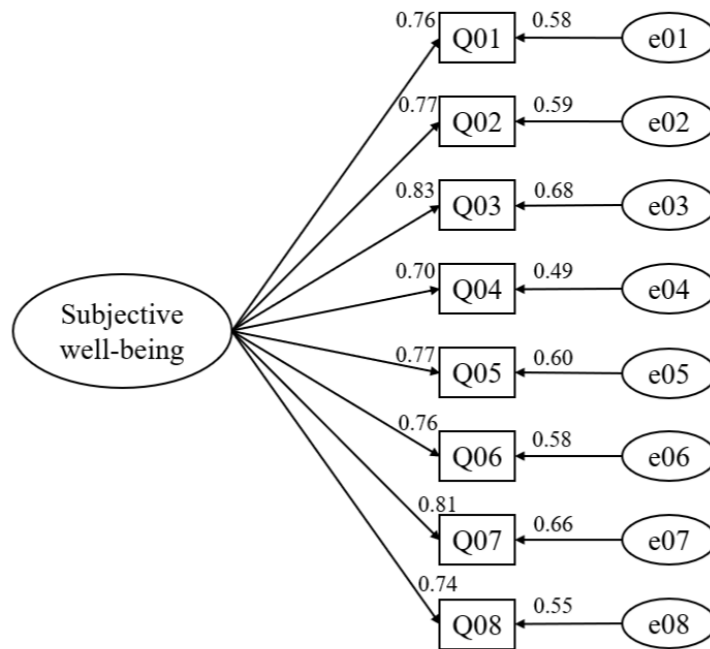 0.76 Q01 0.58 e01
0.77 Q02 0.59 e02
0.83 Q03 0.68 e03
0.70 Q04 0.49 e04
Subjective
well-being
0.77 Q05 0.60 e05
0.76 Q06 0.58 e06
0.81 Q07 0.66 e07
0.74 Q08 0.55 e08